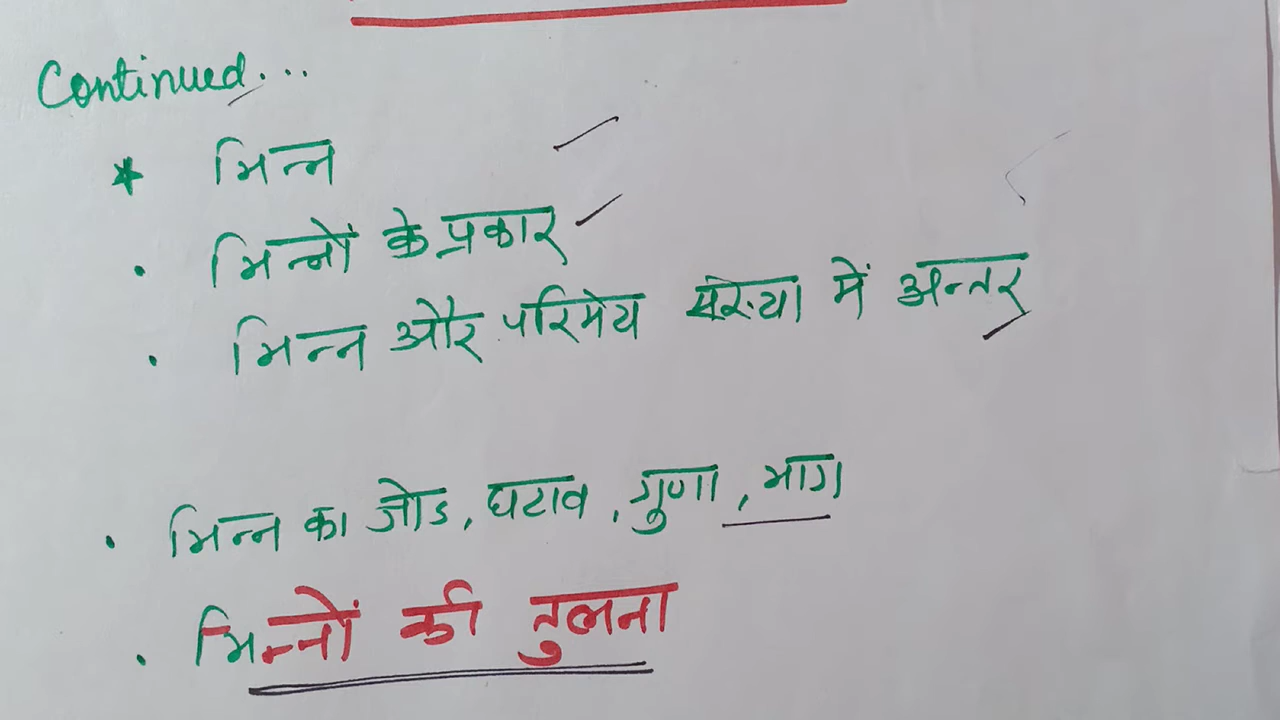 Continued...
* भिन्न
. भिन्नों के प्रकार
. भिन्न और परिमेय संख्या में अन्तर
. भिन्न का जोड, घटाव, गुणा, भाग
. भिन्नों की तुलना